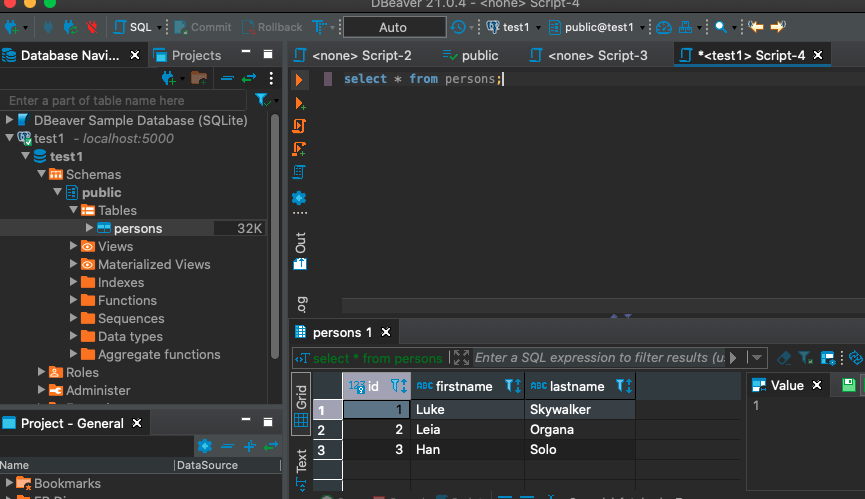 DBeaver 21.0.4 - <none> Script-4
SQL Commit Rollback Auto test1 public@test1
Database Navi... Projects
<none> Script-2 public <none> Script-3 *<test1> Script-4
Enter a part of table name here
select * from persons;
DBeaver Sample Database (SQLite)
test1 - localhost:5000
test1
Schemas
public
Tables
persons 32K
Views
Materialized Views
Indexes
Functions
Sequences
Data types
Aggregate functions
Roles
Administer
Out
persons 1
select * from persons Enter a SQL expression to filter results (u
Grid
Text
123 id ABC firstname ABC lastname
1 1 Luke Skywalker
2 2 Leia Organa
3 3 Han Solo
Value
1
Project - General
Name DataSource
Bookmarks